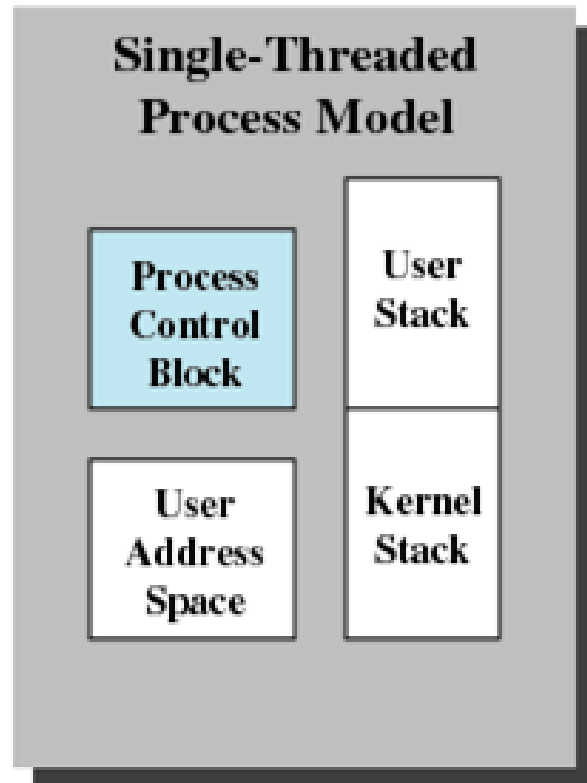 Single-Threaded
Process Model
Process
Control
Block
User
Stack
User
Address
Space
Kernel
Stack